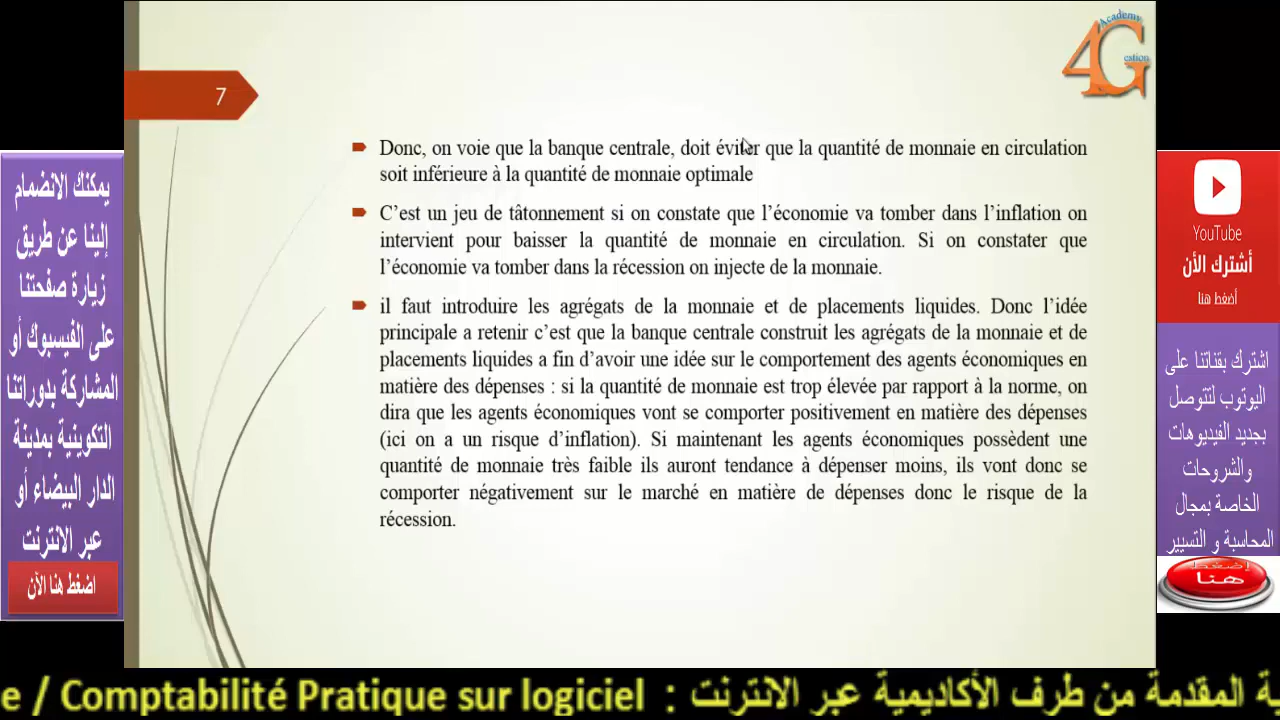 Academy
4G
estion
7
Donc, on voie que la banque centrale, doit éviter que la quantité de monnaie en circulation
soit inférieure à la quantité de monnaie optimale
C’est un jeu de tâtonnement si on constate que l’économie va tomber dans l’inflation on
intervient pour baisser la quantité de monnaie en circulation. Si on constater que
l’économie va tomber dans la récession on injecte de la monnaie.
il faut introduire les agrégats de la monnaie et de placements liquides. Donc l’idée
principale a retenir c’est que la banque centrale construit les agrégats de la monnaie et de
placements liquides a fin d’avoir une idée sur le comportement des agents économiques en
matière des dépenses : si la quantité de monnaie est trop élevée par rapport à la norme, on
dira que les agents économiques vont se comporter positivement en matière des dépenses
(ici on a un risque d’inflation). Si maintenant les agents économiques possèdent une
quantité de monnaie très faible ils auront tendance à dépenser moins, ils vont donc se
comporter négativement sur le marché en matière de dépenses donc le risque de la
récession.
يمكنك الانضمام
إلينا عن طريق
زيارة صفحتنا
على الفيسبوك أو
المشاركة بدوراتنا
التكوينية بمدينة
الدار البيضاء أو
عبر الانترنت
اضغط هنا الآن
YouTube
أشترك الأن
أضغط هنا
اشترك بقناتنا على
اليوتوب لتتوصل
بجديد الفيديوهات
والشروحات
الخاصة بمجال
المحاسبة و التسيير
إضغط
هنا
ية المقدمة من طرف الأكاديمية عبر الانترنت : e / Comptabilité Pratique sur logiciel